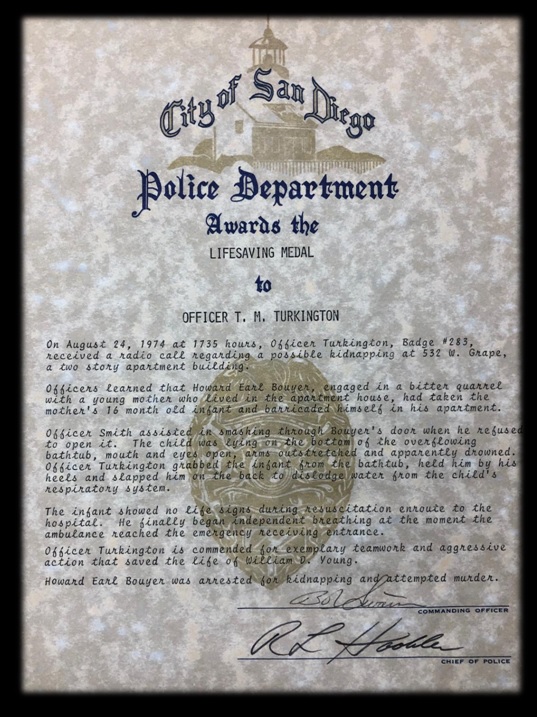 City of San Diego
Police Department
Awards the
LIFESAVING MEDAL
to
OFFICER T. M. TURKINGTON
On August 24, 1974 at 1735 hours, Officer Turkington, Badge #283,
received a radio call regarding a possible kidnapping at 532 W. Grape,
a two story apartment building.
Officers learned that Howard Earl Bouyer, engaged in a bitter quarrel
with a young mother who lived in the apartment house, had taken the
mother's 16 month old infant and barricaded himself in his apartment.
Officer Smith assisted in smashing through Bouyer's door when he refused
to open it. The child was lying on the bottom of the overflowing
bathtub, mouth and eyes open, arms outstretched and apparently drowned.
Officer Turkington grabbed the infant from the bathtub, held him by his
heels and slapped him on the back to dislodge water from the child's
respiratory system.
The infant showed no life signs during resuscitation enroute to the
hospital. He finally began independent breathing at the moment the
ambulance reached the emergency receiving entrance.
Officer Turkington is commended for exemplary teamwork and aggressive
action that saved the life of William D. Young.
Howard Earl Bouyer was arrested for kidnapping and attempted murder.
COMMANDING OFFICER
R L Hoobler
CHIEF OF POLICE